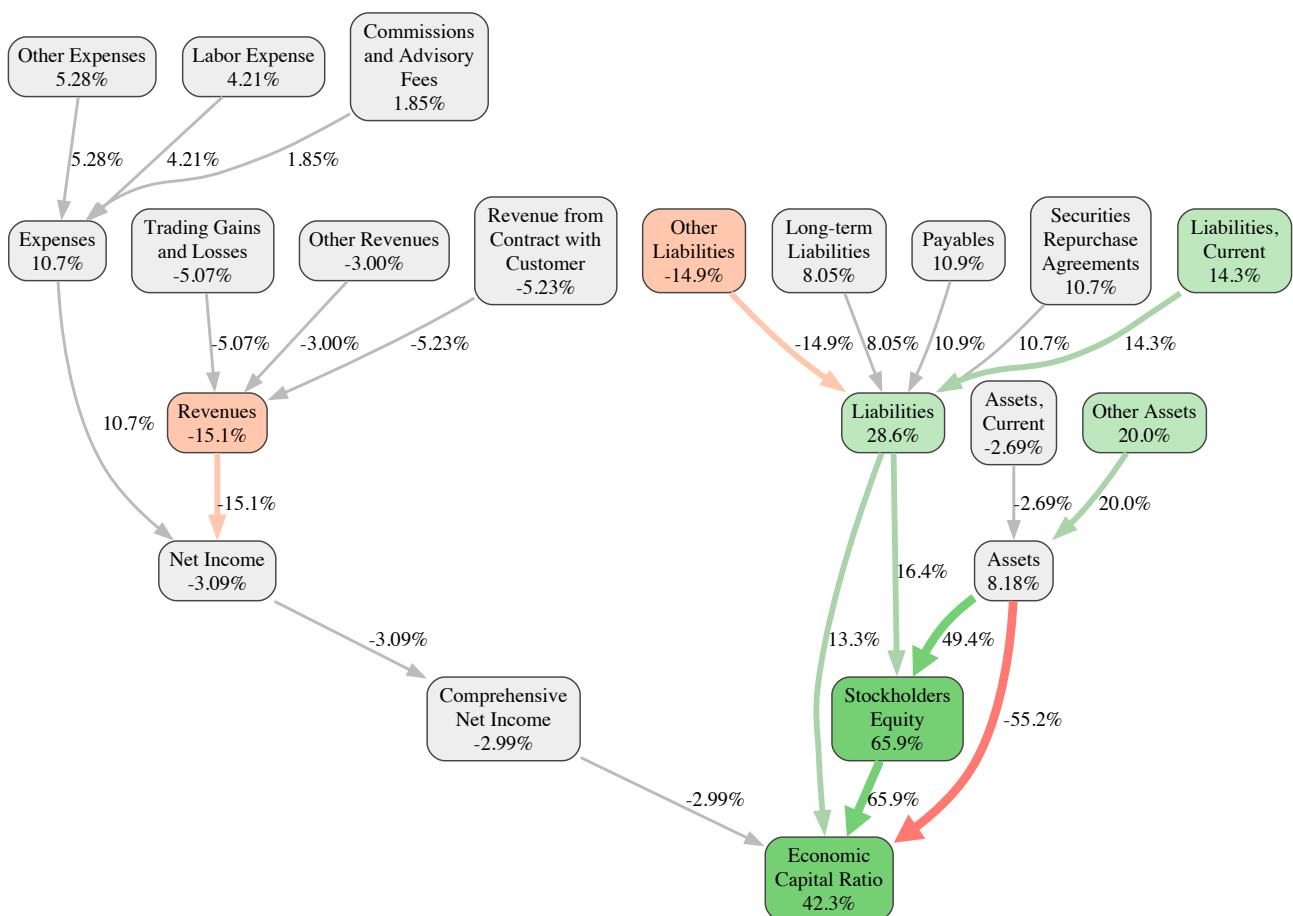 Other Expenses
5.28%
Labor Expense
4.21%
Commissions
and Advisory
Fees
1.85%
5.28%
4.21%
1.85%
Expenses
10.7%
Trading Gains
and Losses
-5.07%
Other Revenues
-3.00%
Revenue from
Contract with
Customer
-5.23%
Other
Liabilities
-14.9%
Long-term
Liabilities
8.05%
Payables
10.9%
Securities
Repurchase
Agreements
10.7%
Liabilities,
Current
14.3%
-5.07%
-3.00%
-5.23%
-14.9%
8.05%
10.9%
10.7%
14.3%
10.7%
Revenues
-15.1%
Liabilities
28.6%
Assets,
Current
-2.69%
Other Assets
20.0%
-15.1%
-2.69%
20.0%
Net Income
-3.09%
16.4%
Assets
8.18%
-3.09%
13.3%
49.4%
Comprehensive
Net Income
-2.99%
Stockholders
Equity
65.9%
-55.2%
-2.99%
65.9%
Economic
Capital Ratio
42.3%